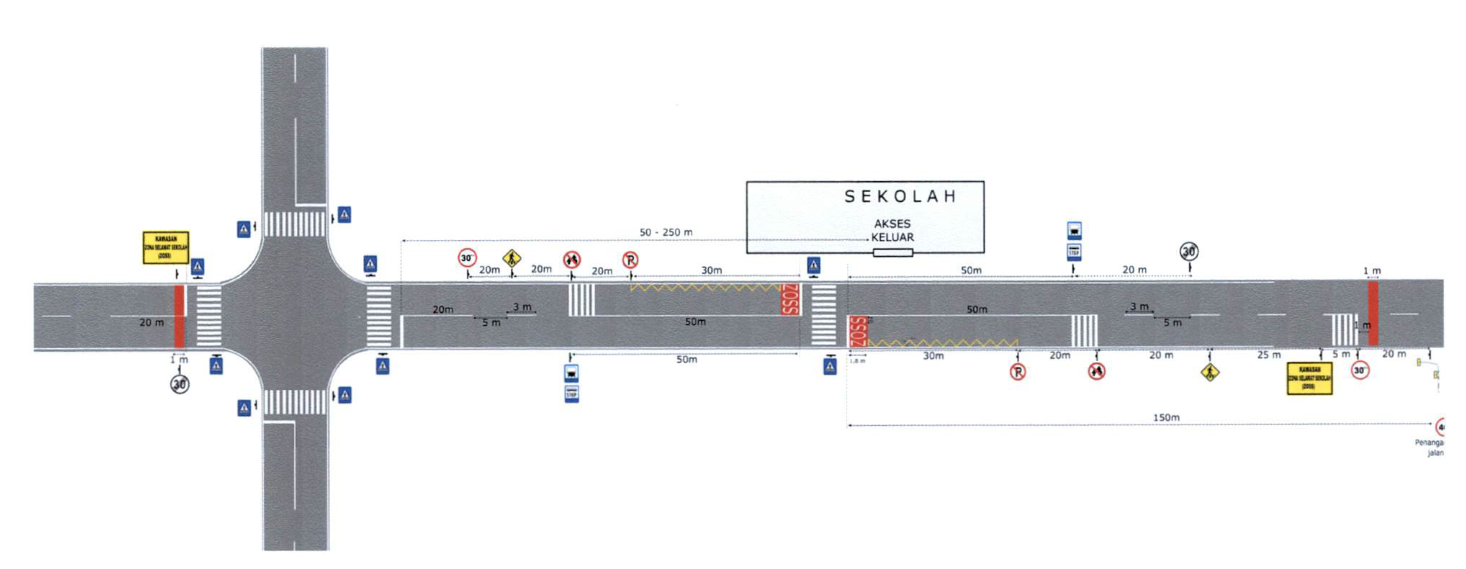 SEKOLAH
AKSES
KELUAR
50 - 250 m
KAWASAN
ZONA SELAMAT SEKOLAH
(ZOSS)
30
20m
20m
20m
P
30m
50m
STOP
20 m
30
1 m
20 m
20m
3 m
5 m
50m
ZOSS
ZOSS
50m
3 m
5 m
1 m
1 m
30
50m
STOP
1,8 m
30m
P
20m
20 m
25 m
KAWASAN
ZONA SELAMAT SEKOLAH
(ZOSS)
5 m
30
20 m
150m
Penanga
jalan